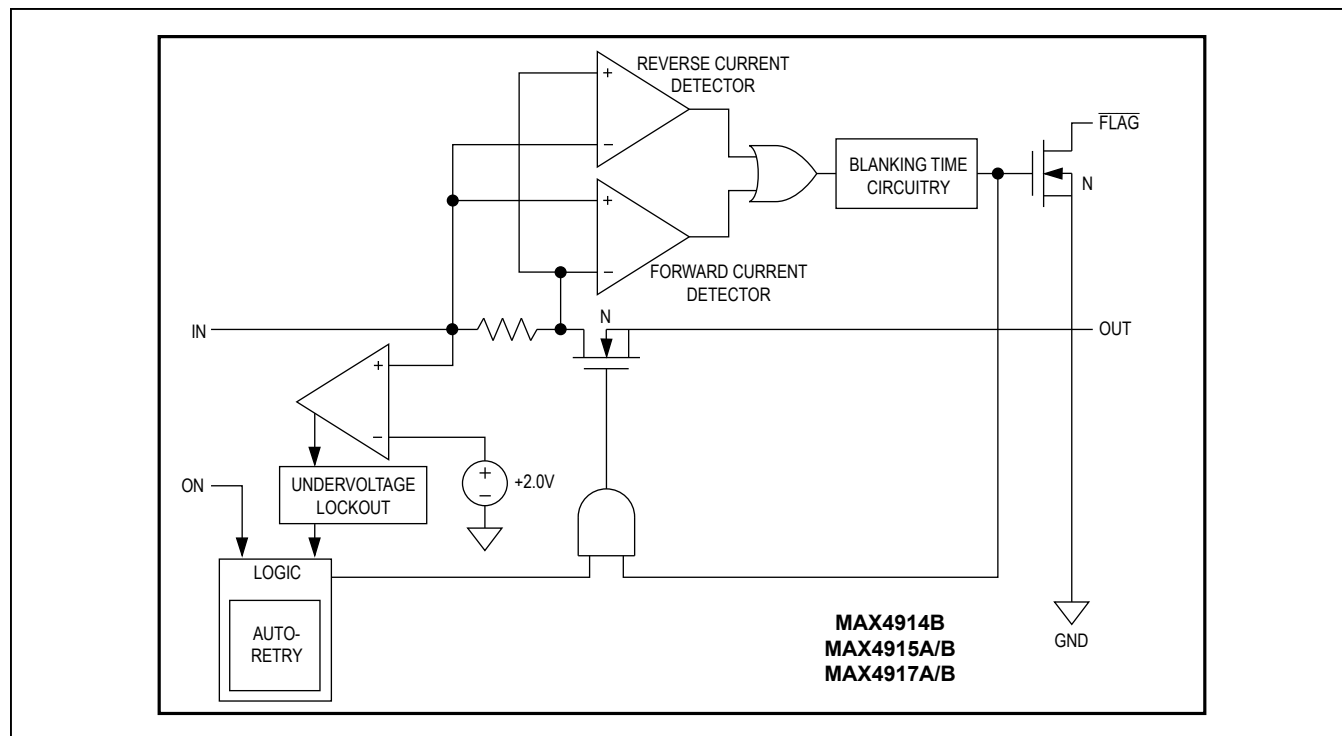 REVERSE CURRENT
DETECTOR
+
−
FLAG
BLANKING TIME
CIRCUITRY
N
+
−
FORWARD CURRENT
DETECTOR
IN
N
OUT
+
−
ON
UNDERVOLTAGE
LOCKOUT
+
−
+2.0V
LOGIC
AUTO-
RETRY
MAX4914B
MAX4915A/B
MAX4917A/B
GND